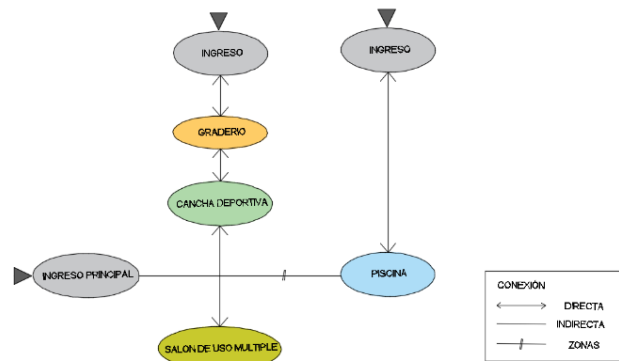 INGRESO
INGRESO
GRADERIO
CANCHA DEPORTIVA
INGRESO PRINCIPAL
PISCINA
SALON DE USO MULTIPLE
CONEXIÓN
DIRECTA
INDIRECTA
ZONAS